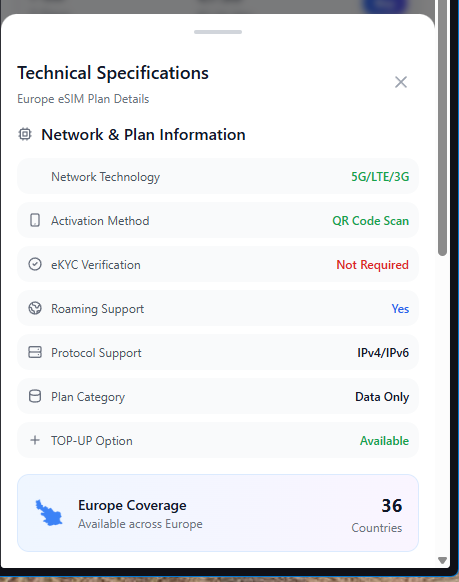 Technical Specifications
Europe eSIM Plan Details
Network & Plan Information
Network Technology 5G/LTE/3G
Activation Method QR Code Scan
eKYC Verification Not Required
Roaming Support Yes
Protocol Support IPv4/IPv6
Plan Category Data Only
TOP-UP Option Available
Europe Coverage 36
Available across Europe Countries